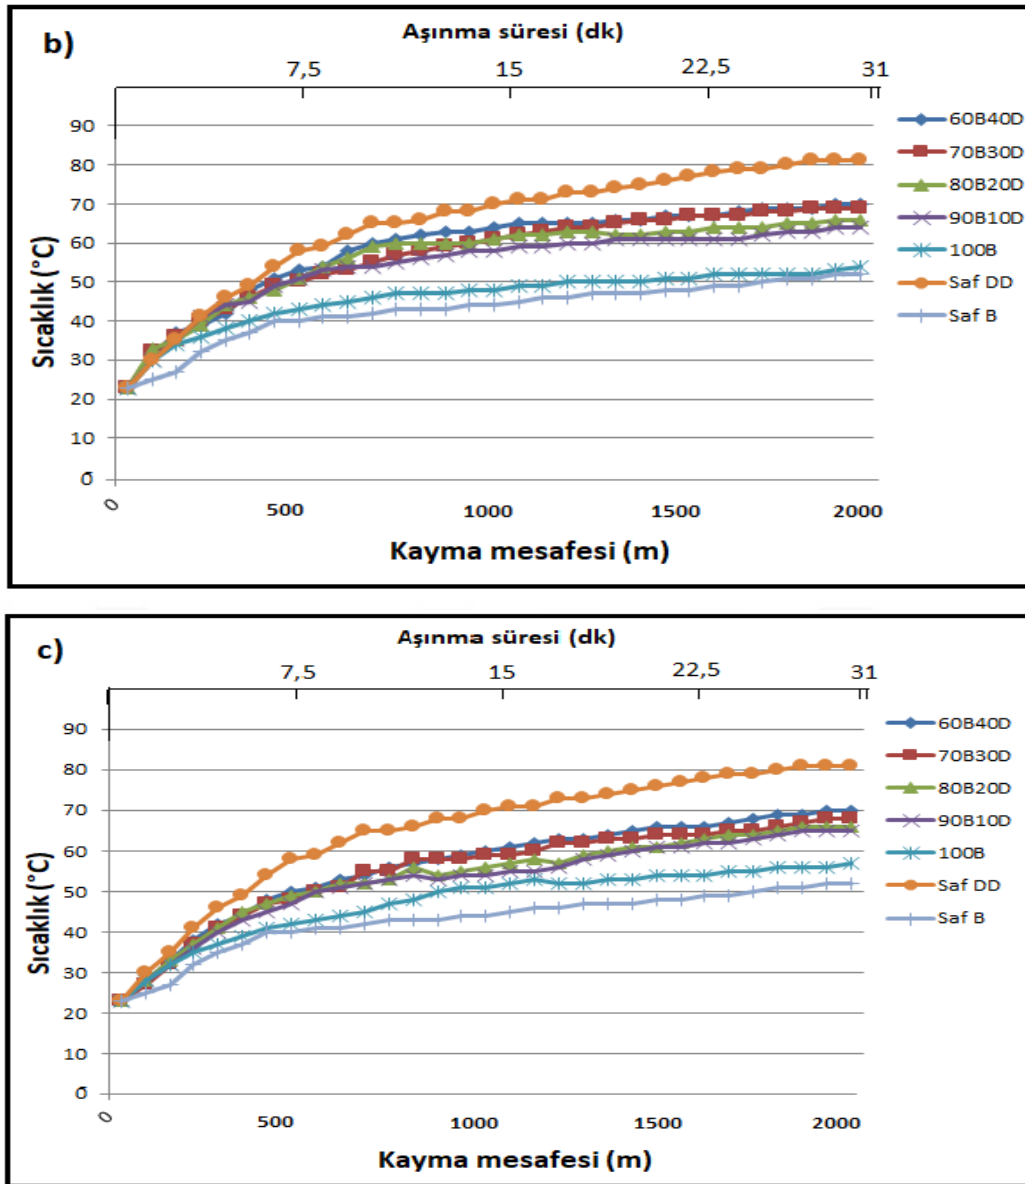 b)
Aşınma süresi (dk)
7,5 15 22,5 31
90
80
70
60
50
40
30
20
10
0
Sıcaklık (°C)
0 500 1000 1500 2000
Kayma mesafesi (m)
60B40D
70B30D
80B20D
90B10D
100B
Saf DD
Saf B
c)
Aşınma süresi (dk)
7,5 15 22,5 31
90
80
70
60
50
40
30
20
10
0
Sıcaklık (°C)
0 500 1000 1500 2000
Kayma mesafesi (m)
60B40D
70B30D
80B20D
90B10D
100B
Saf DD
Saf B